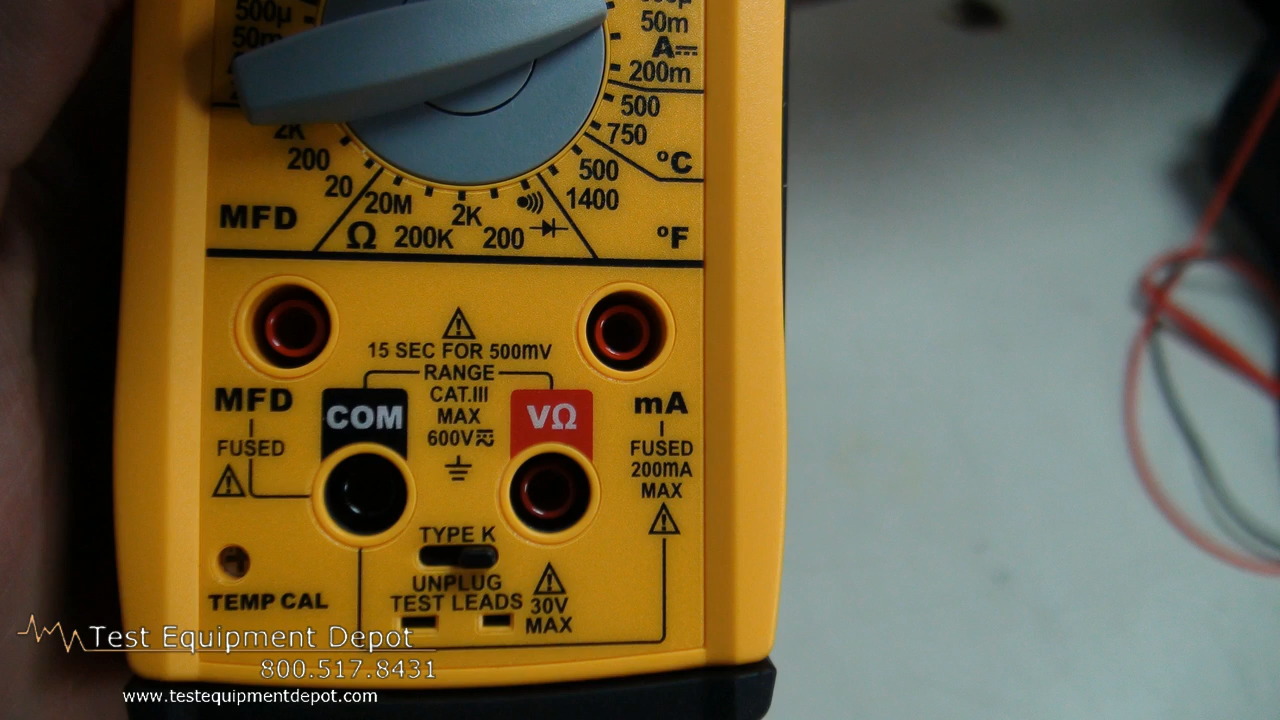 500µ
50m
50m
A
200m
500
750
ºC
2K
200
20
MFD
20M
Ω
200K
2K
200
500
1400
ºF
15 SEC FOR 500mV
RANGE
CAT.III
MAX
600V
MFD
FUSED
COM
VΩ
mA
FUSED
200mA
MAX
TYPE K
UNPLUG
TEST LEADS
30V
MAX
TEMP CAL
Test Equipment Depot
800.517.8431
www.testequipmentdepot.com